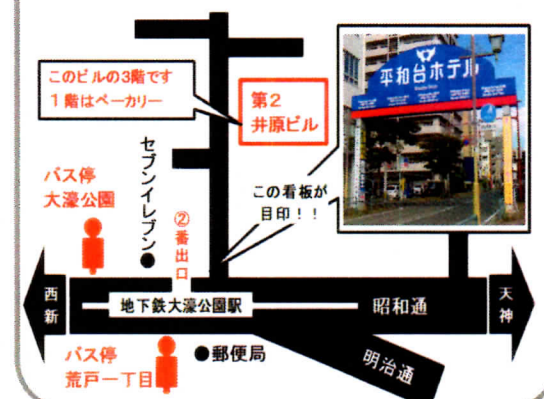 このビルの3階です
1階はベーカリー
第2
井原ビル
平和台ホテル
セブンイレブン
この看板が
目印！！
バス停
大濠公園
②番出口
西新
地下鉄大濠公園駅
昭和通
天神
バス停
荒戸一丁目
郵便局
明治通